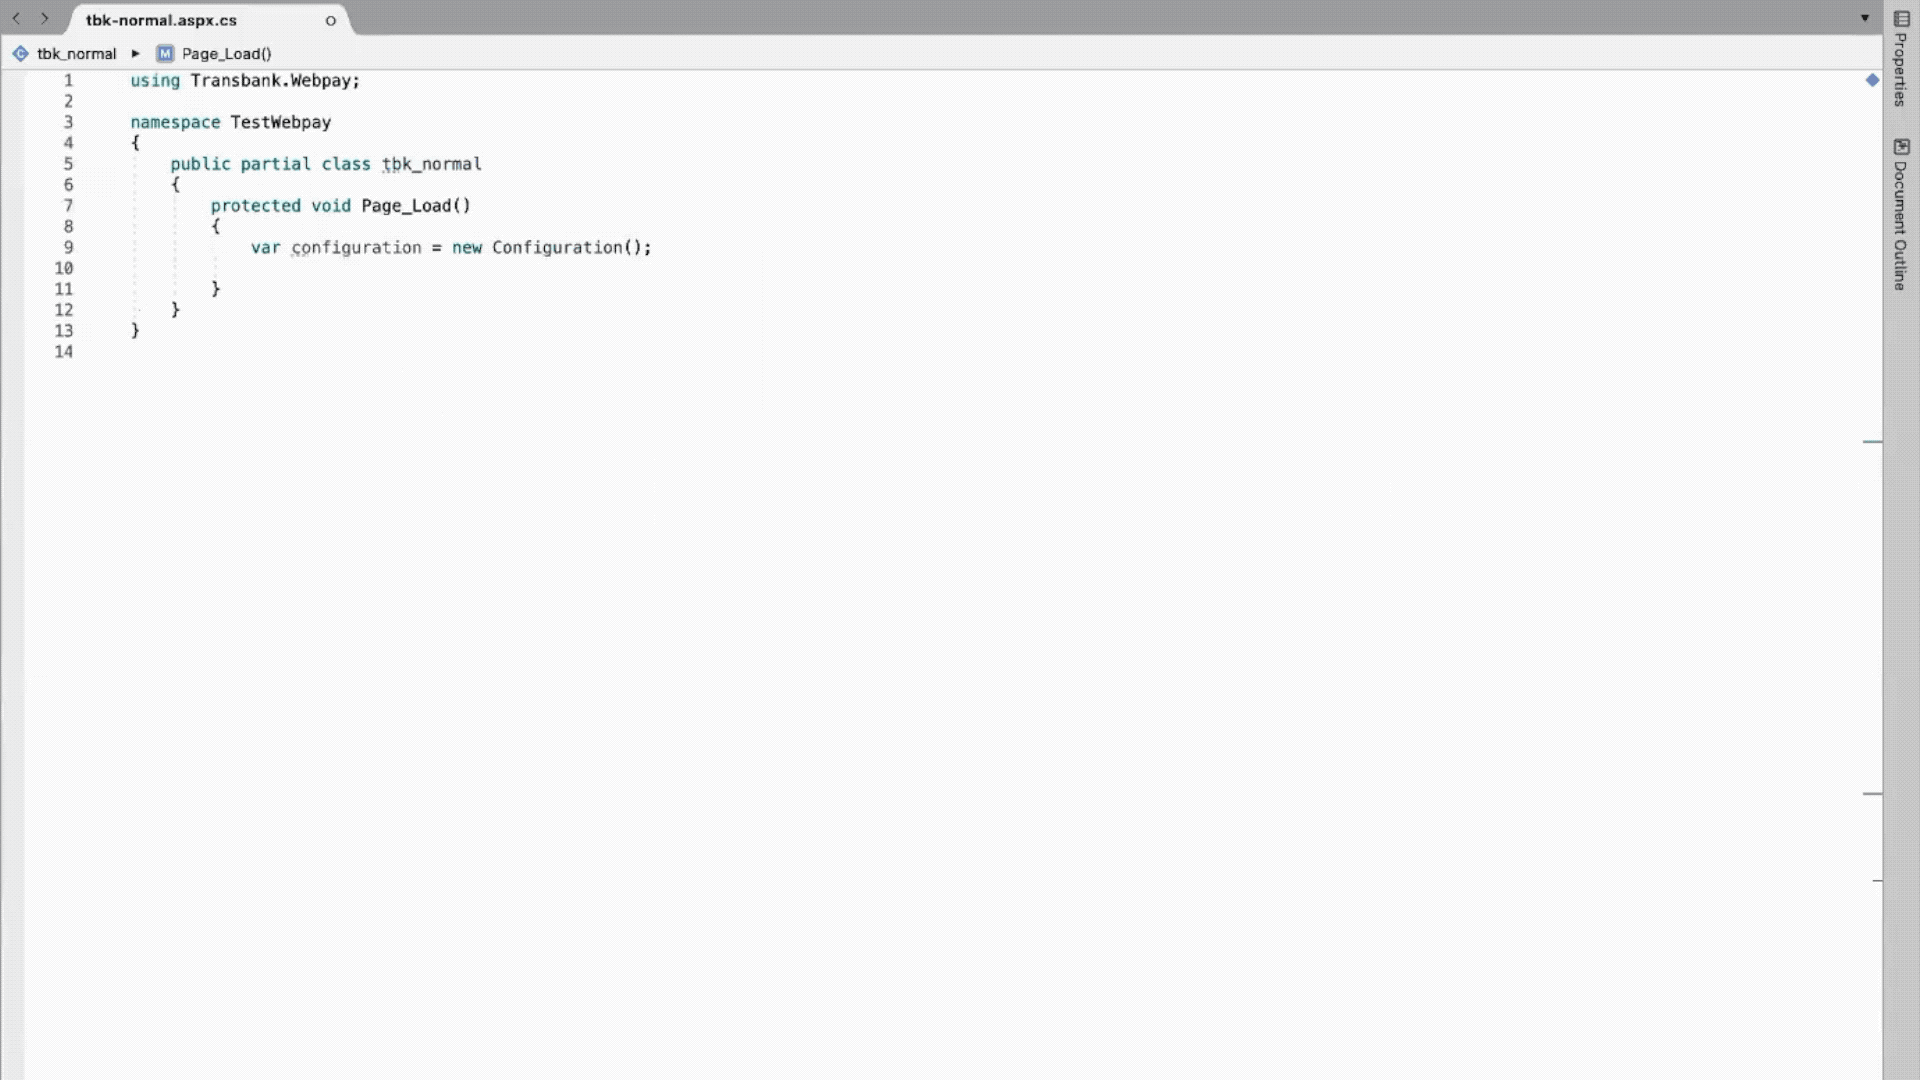 tbk-normal.aspx.cs
tbk_normal ▸ M Page_Load()
1 using Transbank.Webpay;
2
3 namespace TestWebpay
4 {
5 public partial class tbk_normal
6 {
7 protected void Page_Load()
8 {
9 var configuration = new Configuration();
10
11 }
12 }
13 }
14
Properties
Document Outline